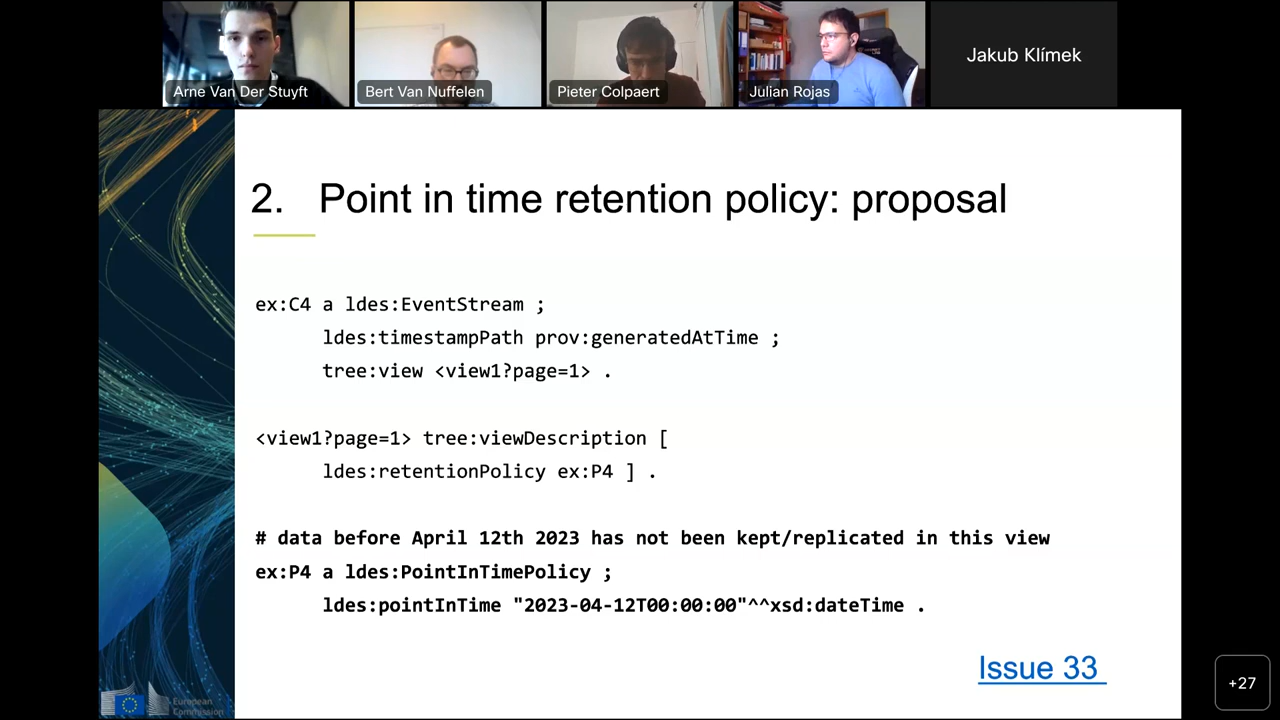 Arne Van Der Stuyft
Bert Van Nuffelen
Pieter Colpaert
Julian Rojas
Jakub Klímek
2. Point in time retention policy: proposal
ex:C4 a ldes:EventStream ;
ldes:timestampPath prov:generatedAtTime ;
tree:view <view1?page=1> .
<view1?page=1> tree:viewDescription [
ldes:retentionPolicy ex:P4 ] .
# data before April 12th 2023 has not been kept/replicated in this view
ex:P4 a ldes:PointInTimePolicy ;
ldes:pointInTime "2023-04-12T00:00:00"^^xsd:dateTime .
Issue 33
European
Commission
+27